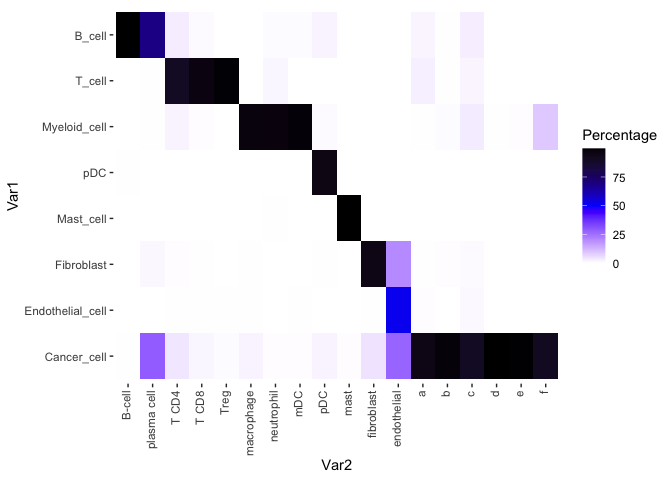 B_cell
T_cell
Myeloid_cell
pDC
Mast_cell
Fibroblast
Endothelial_cell
Cancer_cell
Var1
B-cell
plasma cell
T CD4
T CD8
Treg
macrophage
neutrophil
mDC
pDC
mast
fibroblast
endothelial
a
b
c
d
e
f
Var2
Percentage
75
50
25
0